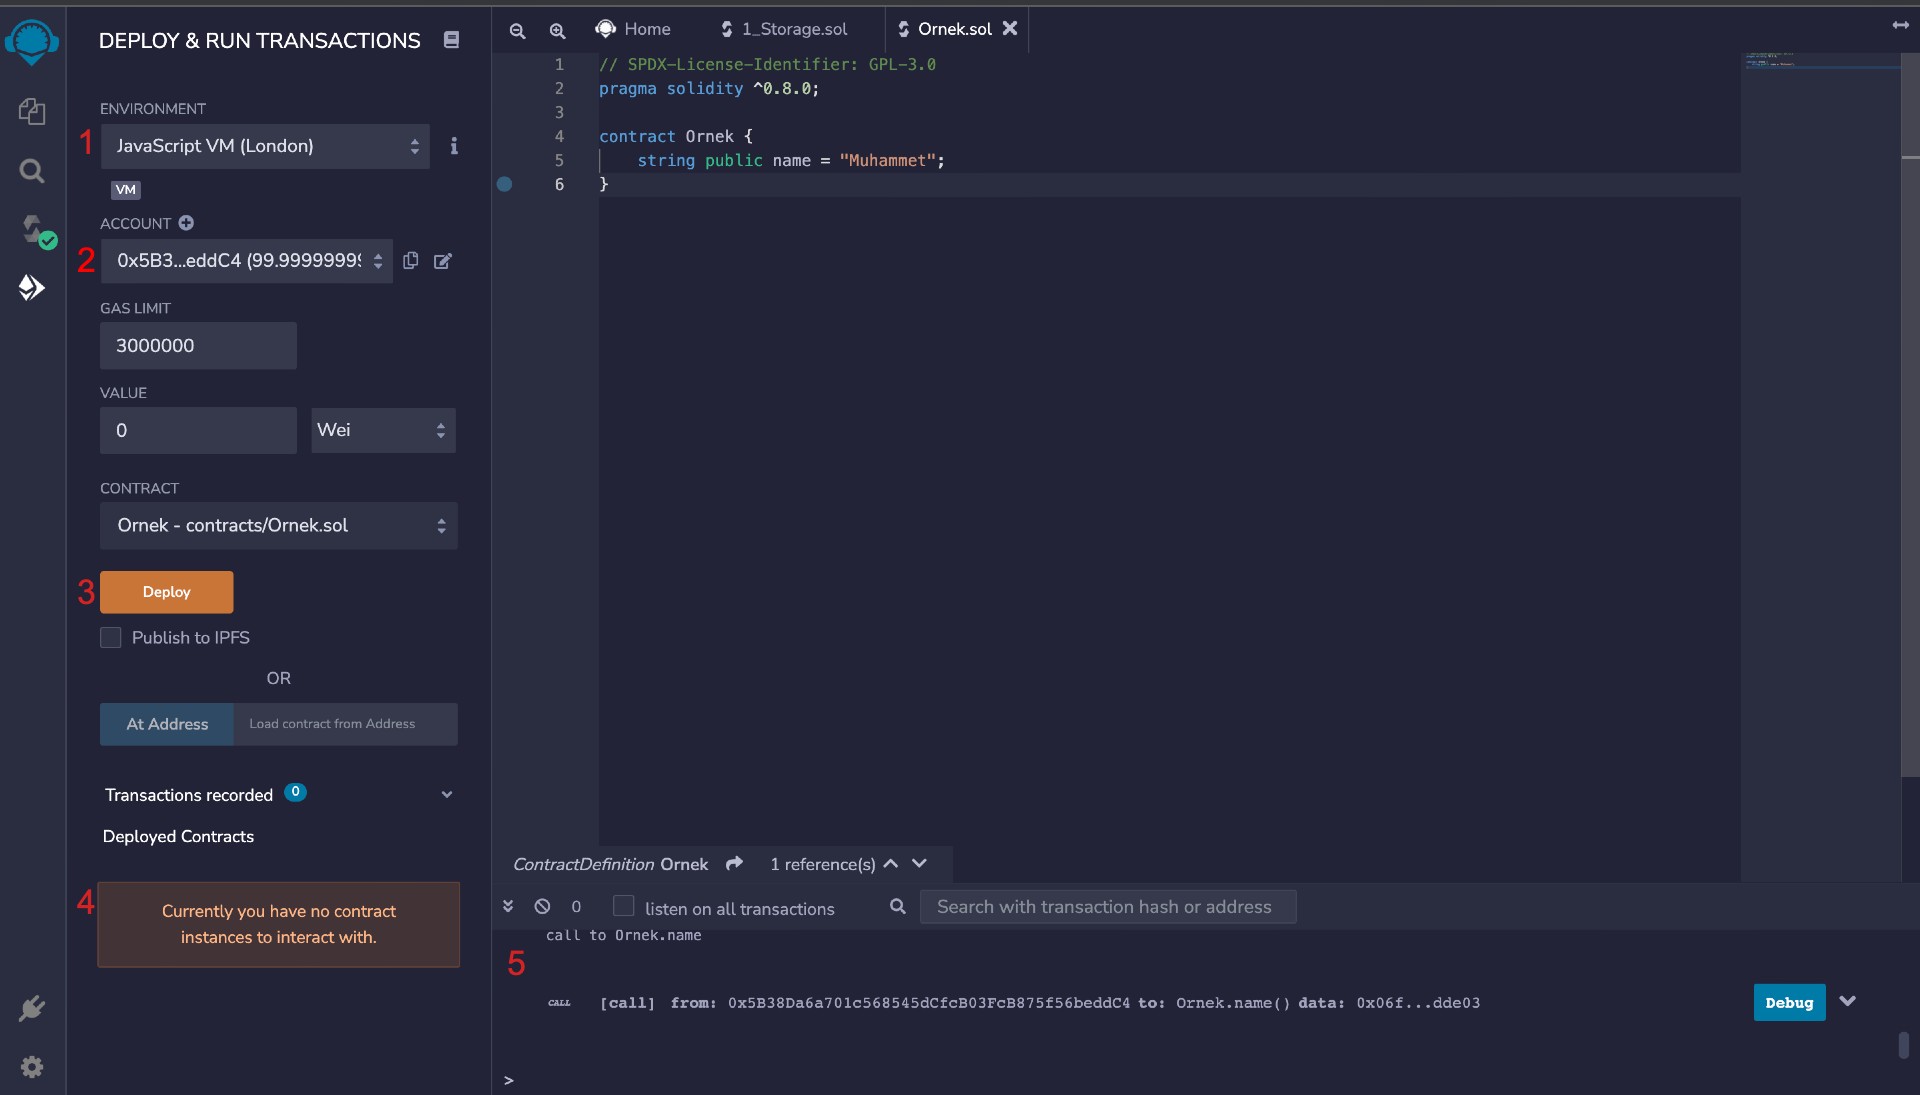 DEPLOY & RUN TRANSACTIONS
ENVIRONMENT
1
JavaScript VM (London)
VM
ACCOUNT
2
0x5B3...eddC4 (99.9999999
GAS LIMIT
3000000
VALUE
0
Wei
CONTRACT
Ornek - contracts/Ornek.sol
3
Deploy
Publish to IPFS
OR
At Address
Load contract from Address
Transactions recorded 0
Deployed Contracts
4
Currently you have no contract
instances to interact with.
Home
1_Storage.sol
Ornek.sol
1 // SPDX-License-Identifier: GPL-3.0
2 pragma solidity ^0.8.0;
3
4 contract Ornek {
5 string public name = "Muhammet";
6 }
ContractDefinition Ornek 1 reference(s)
0 listen on all transactions Search with transaction hash or address
call to Ornek.name
5
CALL [call] from: 0x5B38Da6a701c568545dCfcB03FcB875f56beddC4 to: Ornek.name() data: 0x06f...dde03
Debug
>